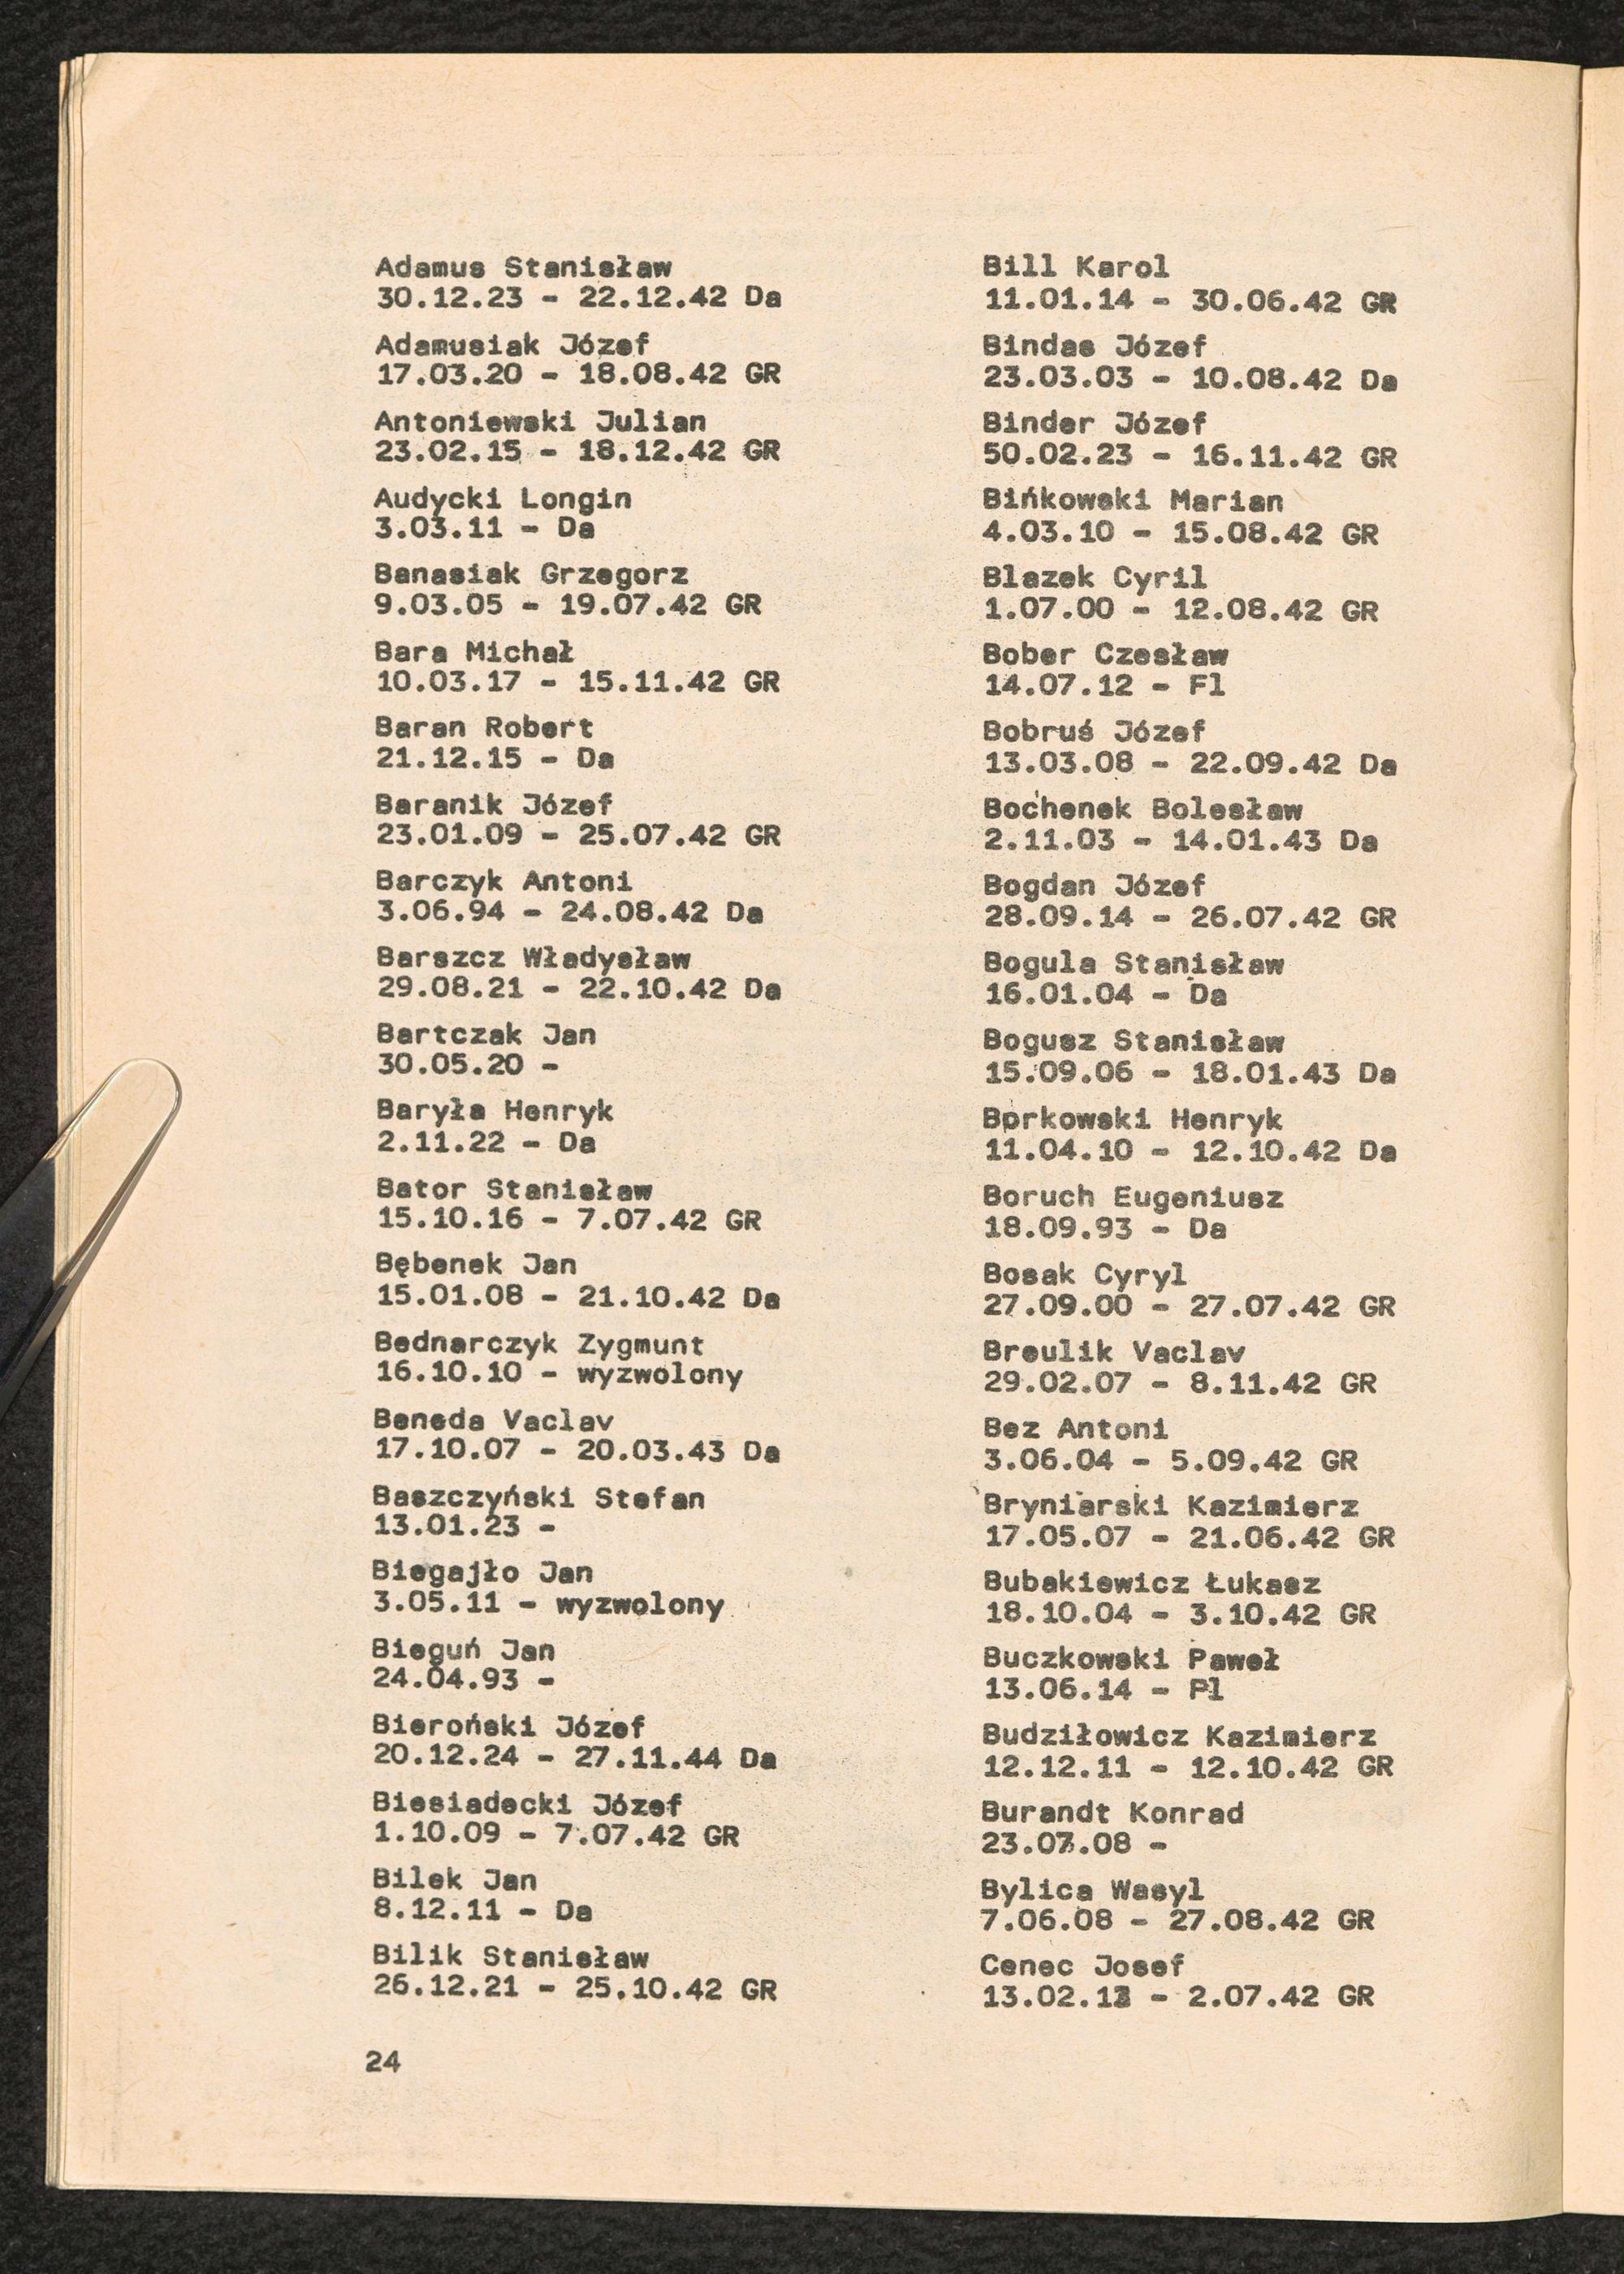 Adamus Stanisław
30.12.23 - 22.12.42 Da
Adamusiak Józef
17.03.20 - 18.08.42 GR
Antoniewski Julian
23.02.15 - 18.12.42 GR
Audycki Longin
3.03.11 - Da
Banasiak Grzegorz
9.03.05 - 19.07.42 GR
Bara Michał
10.03.17 - 15.11.42 GR
Baran Robert
21.12.15 - Da
Baranik Józef
23.01.09 - 25.07.42 GR
Barczyk Antoni
3.06.94 - 24.08.42 Da
Barszcz Władysław
29.08.21 - 22.10.42 Da
Bartczak Jan
30.05.20 -
Baryła Henryk
2.11.22 - Da
Bator Stanisław
15.10.16 - 7.07.42 GR
Bębenek Jan
15.01.08 - 21.10.42 Da
Bednarczyk Zygmunt
16.10.10 - wyzwolony
Beneda Vaclav
17.10.07 - 20.03.43 Da
Baszczyński Stefan
13.01.23 -
Biegajło Jan
3.05.11 - wyzwolony
Bieguń Jan
24.04.93 -
Bieroński Józef
20.12.24 - 27.11.44 Da
Biesiadecki Józef
1.10.09 - 7.07.42 GR
Bilek Jan
8.12.11 - Da
Bilik Stanisław
26.12.21 - 25.10.42 GR
24
Bill Karol
11.01.14 - 30.06.42 GR
Bindas Józef
23.03.03 - 10.08.42 Da
Binder Józef
50.02.23 - 16.11.42 GR
Bińkowski Marian
4.03.10 - 15.08.42 GR
Blazek Cyril
1.07.00 - 12.08.42 GR
Bober Czesław
14.07.12 - Fl
Bobruś Józef
13.03.08 - 22.09.42 Da
Bochenek Bolesław
2.11.03 - 14.01.43 Da
Bogdan Józef
28.09.14 - 26.07.42 GR
Bogula Stanisław
16.01.04 - Da
Bogusz Stanisław
15.09.06 - 18.01.43 Da
Borkowski Henryk
11.04.10 - 12.10.42 Da
Boruch Eugeniusz
18.09.93 - Da
Bosak Cyryl
27.09.00 - 27.07.42 GR
Breulik Vaclav
29.02.07 - 8.11.42 GR
Bez Antoni
3.06.04 - 5.09.42 GR
Bryniarski Kazimierz
17.05.07 - 21.06.42 GR
Bubakiewicz Łukasz
18.10.04 - 3.10.42 GR
Buczkowski Paweł
13.06.14 - Pl
Budziłowicz Kazimierz
12.12.11 - 12.10.42 GR
Burandt Konrad
- 
Bylica Wasyl
7.06.08 - 27.08.42 GR
Cenec Josef
- 2.07.42 GR